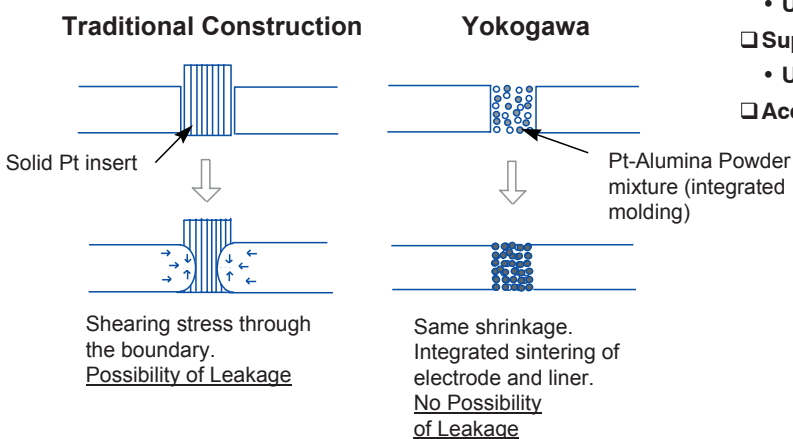 Traditional Construction
Yokogawa
Solid Pt insert
Pt-Alumina Powder
mixture (integrated
molding)
Shearing stress through
the boundary.
Possibility of Leakage
Same shrinkage.
Integrated sintering of
electrode and liner.
No Possibility
of Leakage
• U
❑Sup
• U
❑Acc